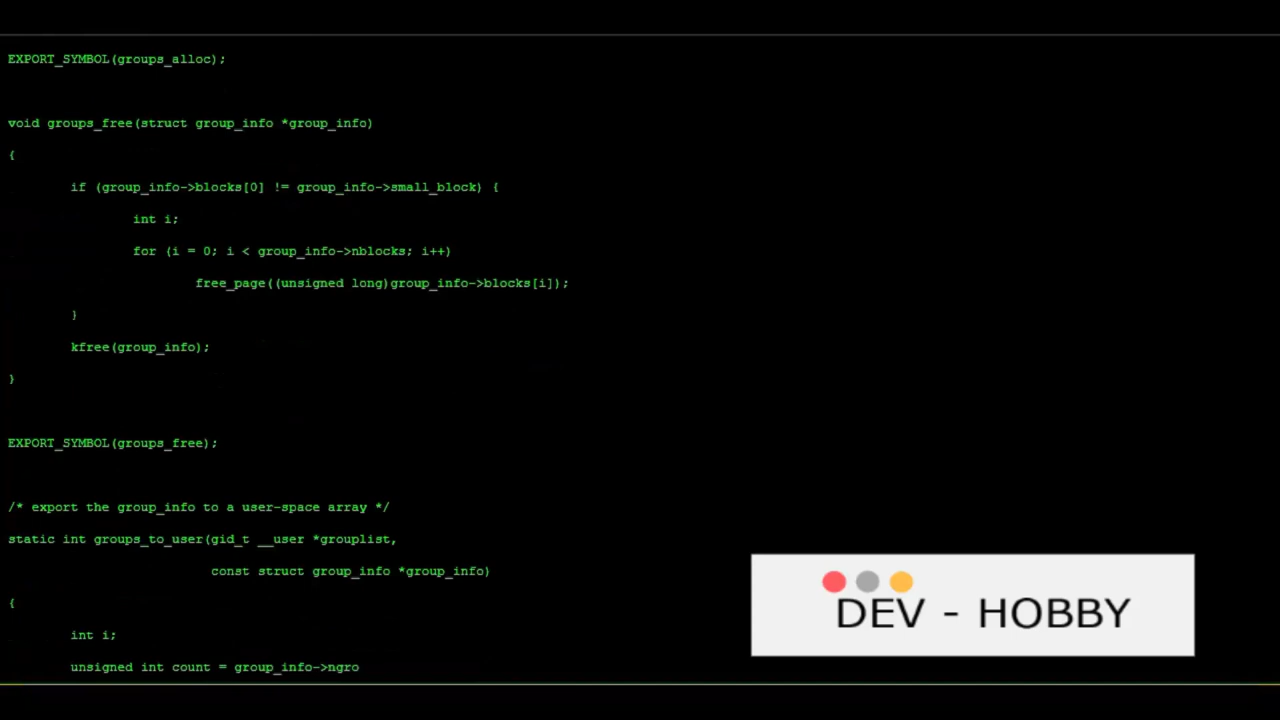 EXPORT_SYMBOL(groups_alloc);
void groups_free(struct group_info *group_info)
{
if (group_info->blocks[0] != group_info->small_block) {
int i;
for (i = 0; i < group_info->nblocks; i++)
free_page((unsigned long)group_info->blocks[i]);
}
kfree(group_info);
}
EXPORT_SYMBOL(groups_free);
/* export the group_info to a user-space array */
static int groups_to_user(gid_t __user *grouplist,
const struct group_info *group_info)
{
int i;
unsigned int count = group_info->ngro
DEV - HOBBY